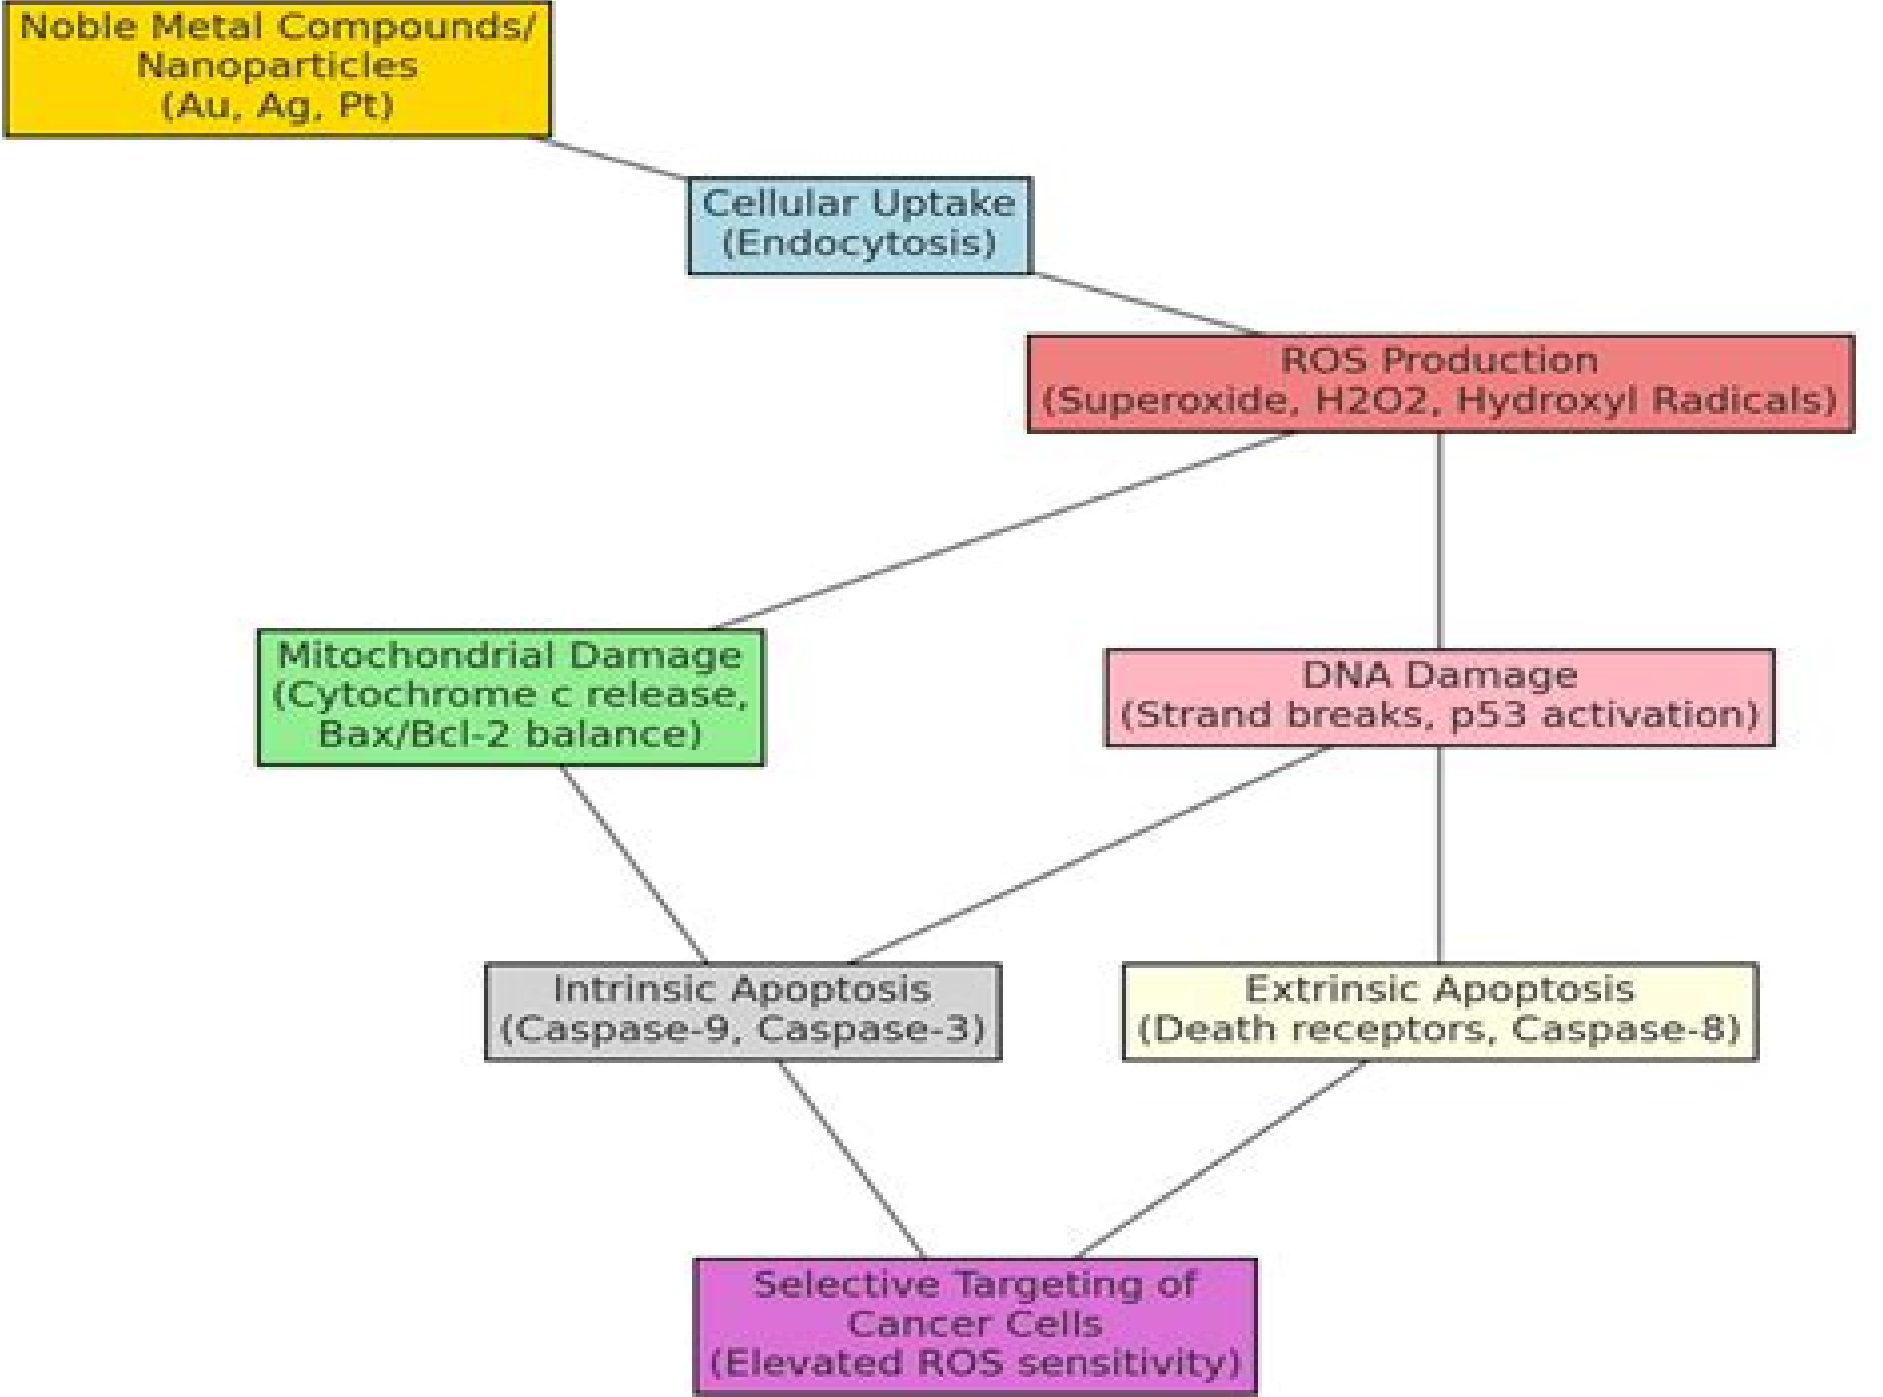 Noble Metal Compounds/
Nanoparticles
(Au, Ag, Pt)
Cellular Uptake
(Endocytosis)
ROS Production
(Superoxide, H2O2, Hydroxyl Radicals)
Mitochondrial Damage
(Cytochrome c release,
Bax/Bcl-2 balance)
DNA Damage
(Strand breaks, p53 activation)
Intrinsic Apoptosis
(Caspase-9, Caspase-3)
Extrinsic Apoptosis
(Death receptors, Caspase-8)
Selective Targeting of
Cancer Cells
(Elevated ROS sensitivity)